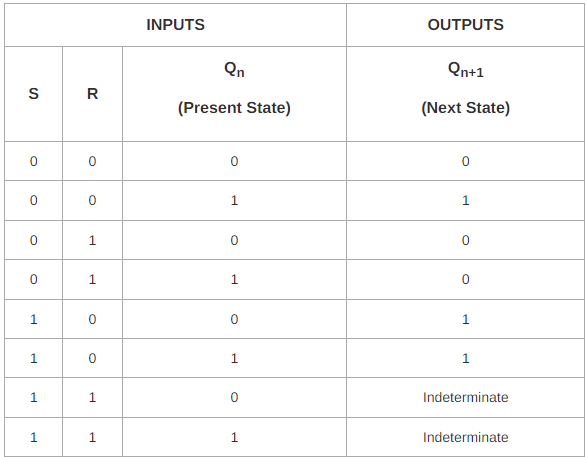 INPUTS OUTPUTS
S R Qn (Present State) Qn+1 (Next State)
0 0 0 0
0 0 1 1
0 1 0 0
0 1 1 0
1 0 0 1
1 0 1 1
1 1 0 Indeterminate
1 1 1 Indeterminate